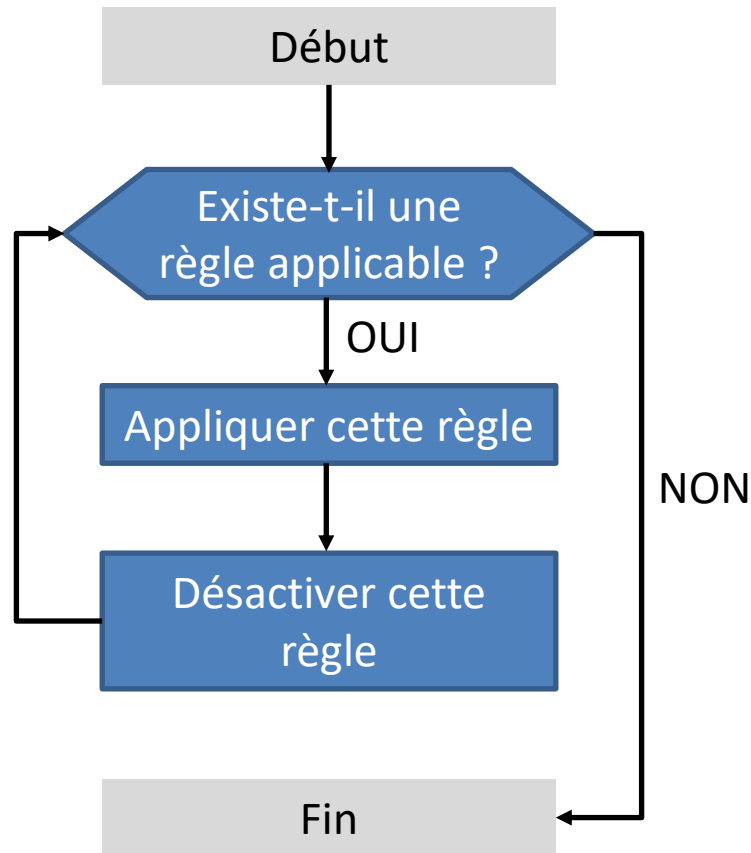 Début
Existe-t-il une
règle applicable ?
OUI
Appliquer cette règle
NON
Désactiver cette
règle
Fin